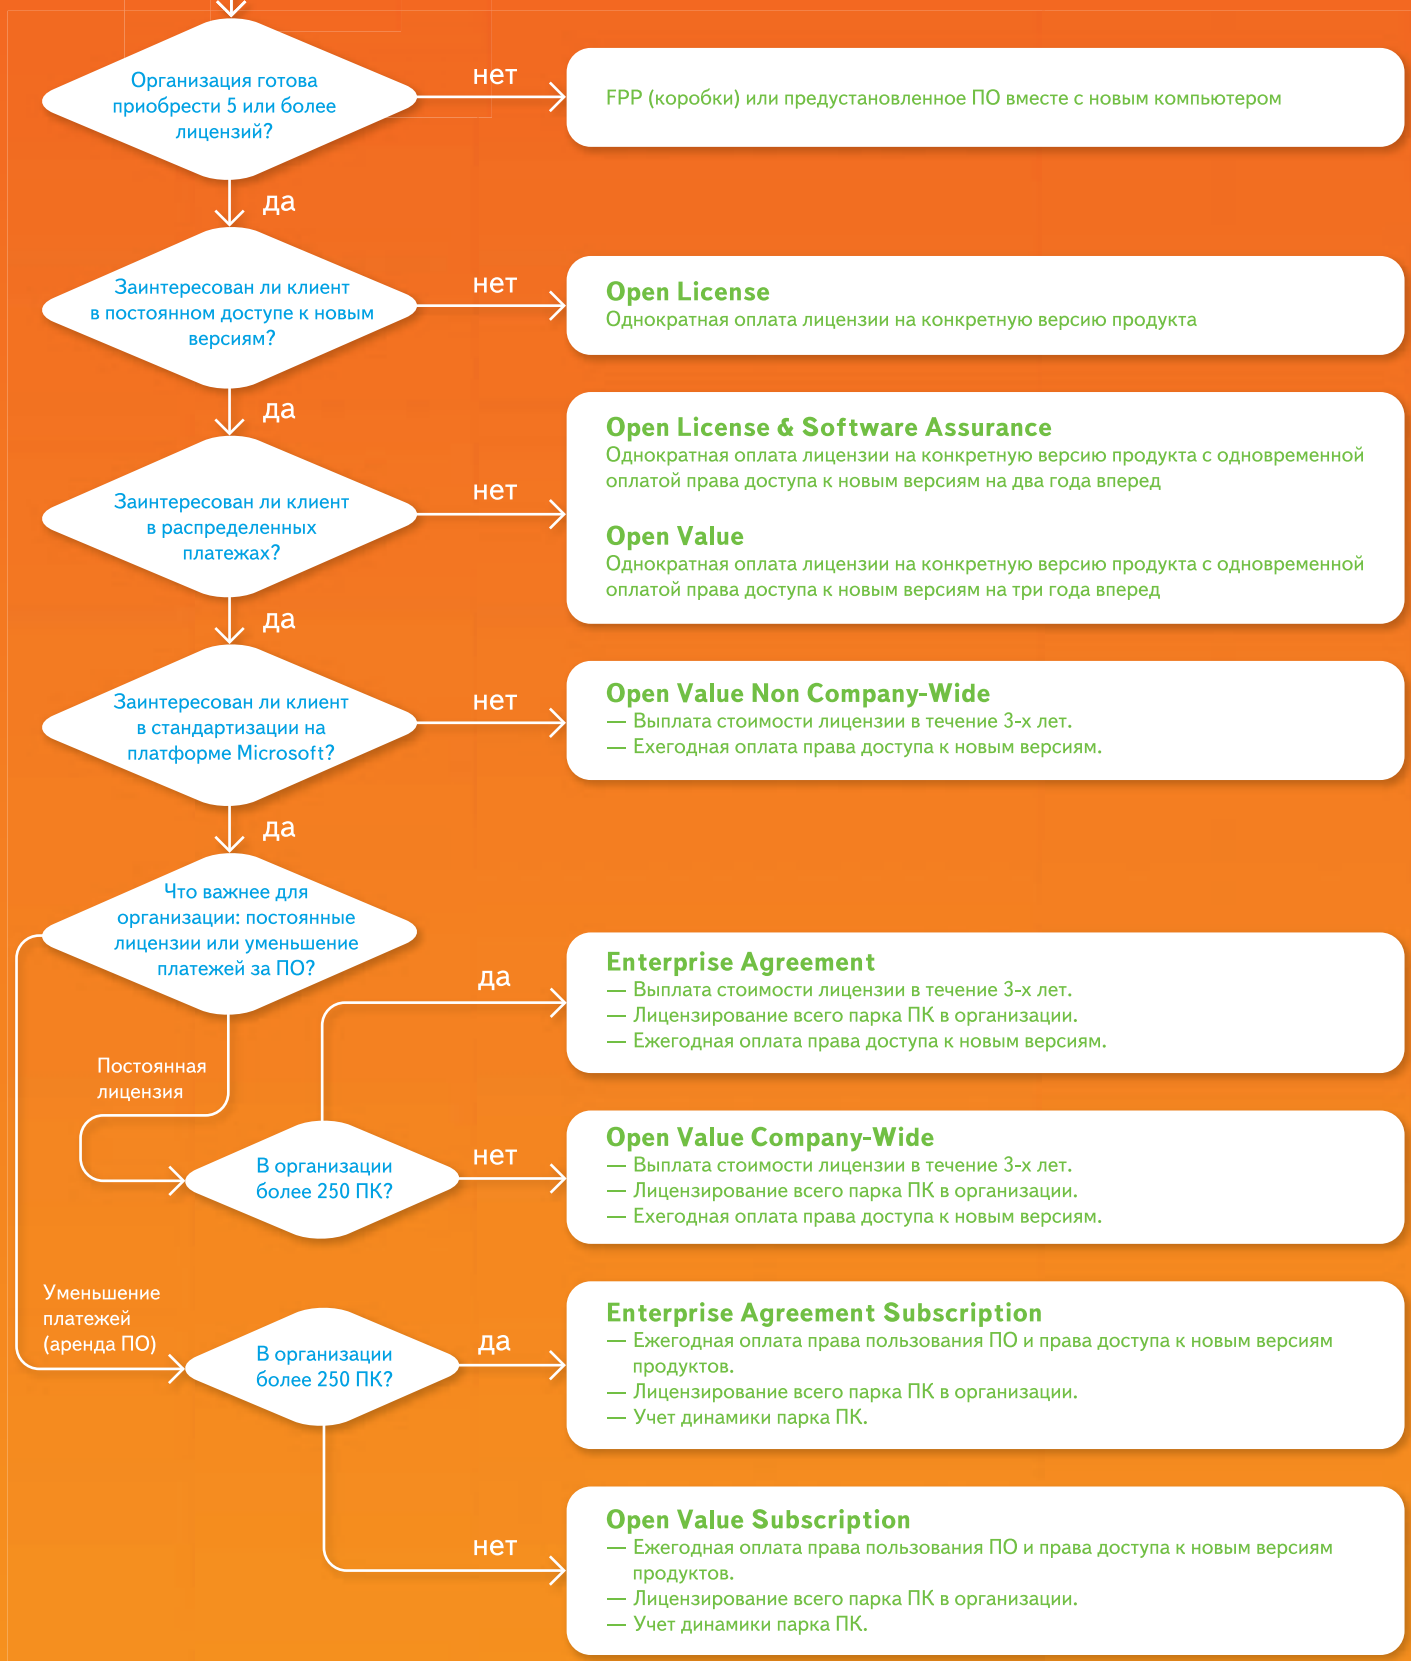 Организация готова
приобрести 5 или более
лицензий?
нет
FPP (коробки) или предустановленное ПО вместе с новым компьютером
да
Заинтересован ли клиент
в постоянном доступе к новым
версиям?
нет
Open License
Однократная оплата лицензии на конкретную версию продукта
да
Заинтересован ли клиент
в распределенных
платежах?
нет
Open License & Software Assurance
Однократная оплата лицензии на конкретную версию продукта с одновременной
оплатой права доступа к новым версиям на два года вперед
Open Value
Однократная оплата лицензии на конкретную версию продукта с одновременной
оплатой права доступа к новым версиям на три года вперед
да
Заинтересован ли клиент
в стандартизации на
платформе Microsoft?
нет
Open Value Non Company-Wide
— Выплата стоимости лицензии в течение 3-х лет.
— Ехегодная оплата права доступа к новым версиям.
да
Что важнее для
организации: постоянные
лицензии или уменьшение
платежей за ПО?
да
Enterprise Agreement
— Выплата стоимости лицензии в течение 3-х лет.
— Лицензирование всего парка ПК в организации.
— Ежегодная оплата права доступа к новым версиям.
Постоянная
лицензия
В организации
более 250 ПК?
нет
Open Value Company-Wide
— Выплата стоимости лицензии в течение 3-х лет.
— Лицензирование всего парка ПК в организации.
— Ехегодная оплата права доступа к новым версиям.
Уменьшение
платежей
(аренда ПО)
В организации
более 250 ПК?
да
Enterprise Agreement Subscription
— Ежегодная оплата права пользования ПО и права доступа к новым версиям
продуктов.
— Лицензирование всего парка ПК в организации.
— Учет динамики парка ПК.
нет
Open Value Subscription
— Ежегодная оплата права пользования ПО и права доступа к новым версиям
продуктов.
— Лицензирование всего парка ПК в организации.
— Учет динамики парка ПК.